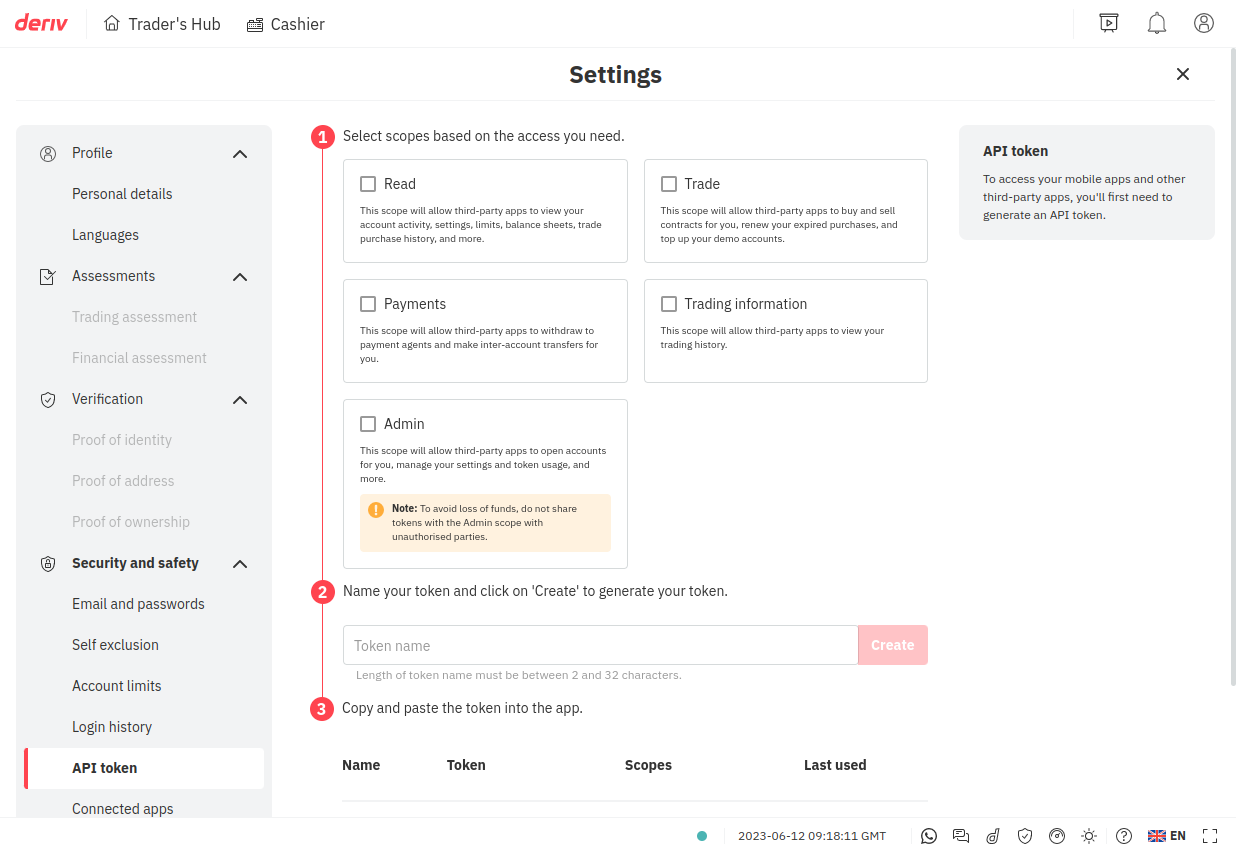 deriv
Trader's Hub
Cashier
Settings
Profile
Personal details
Languages
Assessments
Trading assessment
Financial assessment
Verification
Proof of identity
Proof of address
Proof of ownership
Security and safety
Email and passwords
Self exclusion
Account limits
Login history
API token
Connected apps
1 Select scopes based on the access you need.
Read
This scope will allow third-party apps to view your
account activity, settings, limits, balance sheets, trade
purchase history, and more.
Trade
This scope will allow third-party apps to buy and sell
contracts for you, renew your expired purchases, and
top up your demo accounts.
Payments
This scope will allow third-party apps to withdraw to
payment agents and make inter-account transfers for
you.
Trading information
This scope will allow third-party apps to view your
trading history.
Admin
This scope will allow third-party apps to open accounts
for you, manage your settings and token usage, and
more.
Note: To avoid loss of funds, do not share
tokens with the Admin scope with
unauthorised parties.
2 Name your token and click on 'Create' to generate your token.
Token name
Create
Length of token name must be between 2 and 32 characters.
3 Copy and paste the token into the app.
Name Token Scopes Last used
API token
To access your mobile apps and other
third-party apps, you'll first need to
generate an API token.
2023-06-12 09:18:11 GMT
EN